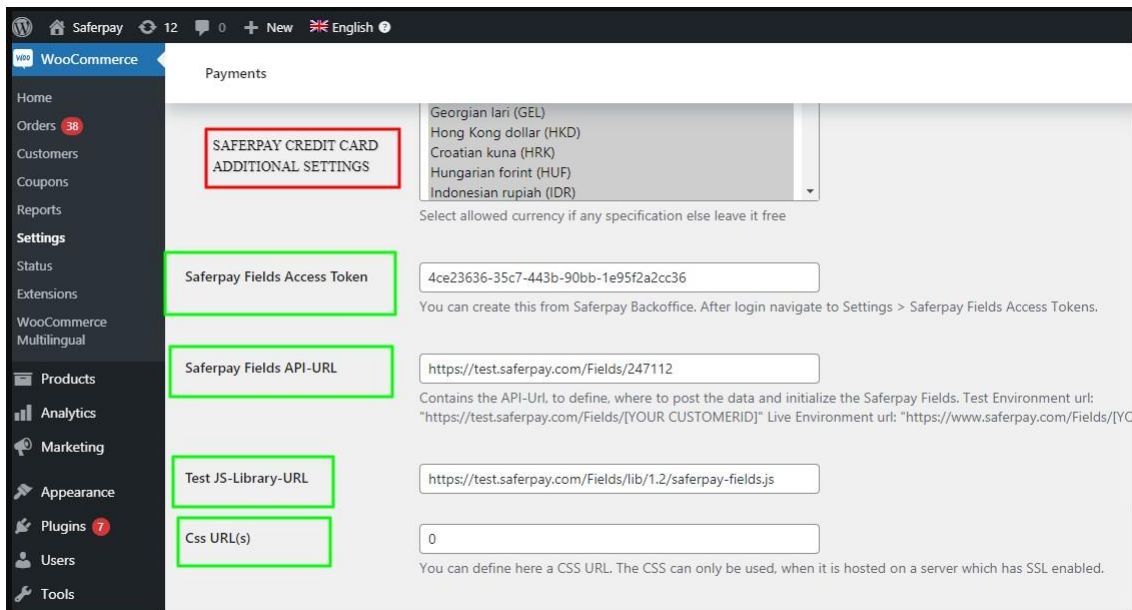 Saferpay 12 0 New English
WOO WooCommerce
Payments
Home
Orders 38
Customers
Coupons
Reports
Settings
Status
Extensions
WooCommerce
Multilingual
Products
Analytics
Marketing
Appearance
Plugins 7
Users
Tools
SAFERPAY CREDIT CARD
ADDITIONAL SETTINGS
Georgian lari (GEL)
Hong Kong dollar (HKD)
Croatian kuna (HRK)
Hungarian forint (HUF)
Indonesian rupiah (IDR)
Select allowed currency if any specification else leave it free
Saferpay Fields Access Token
4ce23636-35c7-443b-90bb-1e95f2a2cc36
You can create this from Saferpay Backoffice. After login navigate to Settings > Saferpay Fields Access Tokens.
Saferpay Fields API-URL
https://test.saferpay.com/Fields/247112
Contains the API-Url, to define, where to post the data and initialize the Saferpay Fields. Test Environment url:
"https://test.saferpay.com/Fields/[YOUR CUSTOMERID]" Live Environment url: "https://www.saferpay.com/Fields/[YO
Test JS-Library-URL
https://test.saferpay.com/Fields/lib/1.2/saferpay-fields.js
Css URL(s)
0
You can define here a CSS URL. The CSS can only be used, when it is hosted on a server which has SSL enabled.